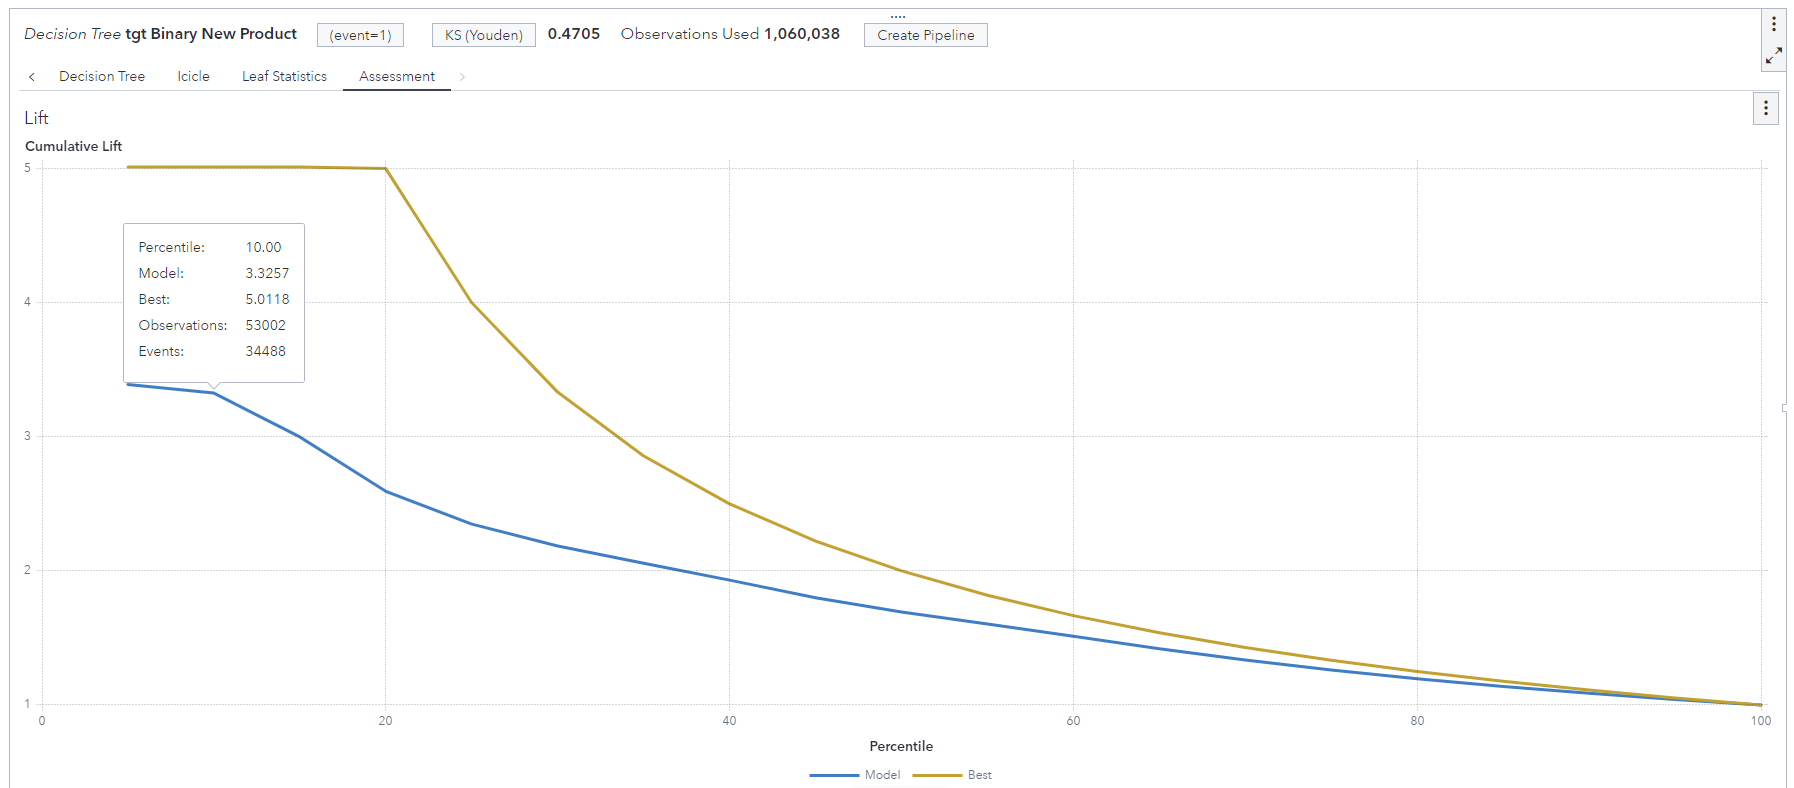 Decision Tree tgt Binary New Product (event=1) KS (Youden) 0.4705 Observations Used 1,060,038 Create Pipeline
Decision Tree Icicle Leaf Statistics Assessment
Lift
Cumulative Lift
5
4
3
2
1
Percentile: 10.00
Model: 3.3257
Best: 5.0118
Observations: 53002
Events: 34488
0 20 40 60 80 100
Percentile
Model Best